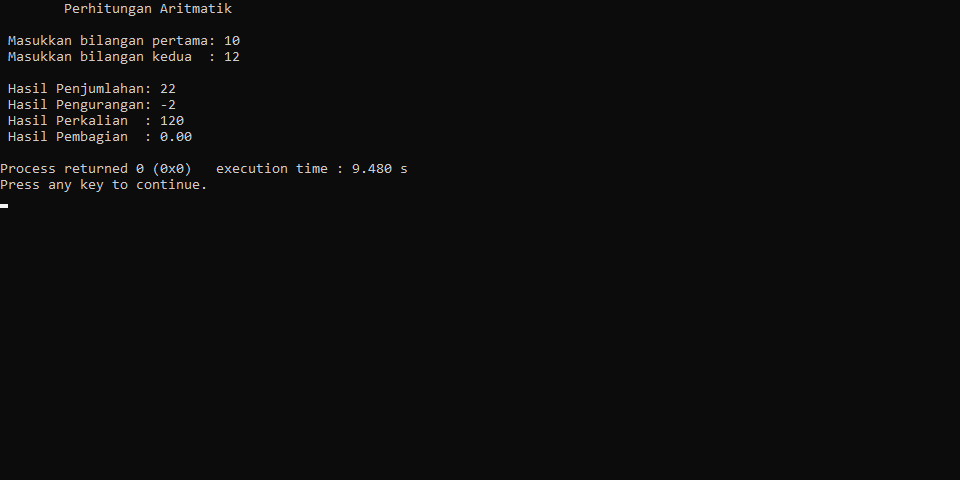 Perhitungan Aritmatik
Masukkan bilangan pertama: 10
Masukkan bilangan kedua  : 12
Hasil Penjumlahan: 22
Hasil Pengurangan: -2
Hasil Perkalian  : 120
Hasil Pembagian  : 0.00
Process returned 0 (0x0)   execution time : 9.480 s
Press any key to continue.